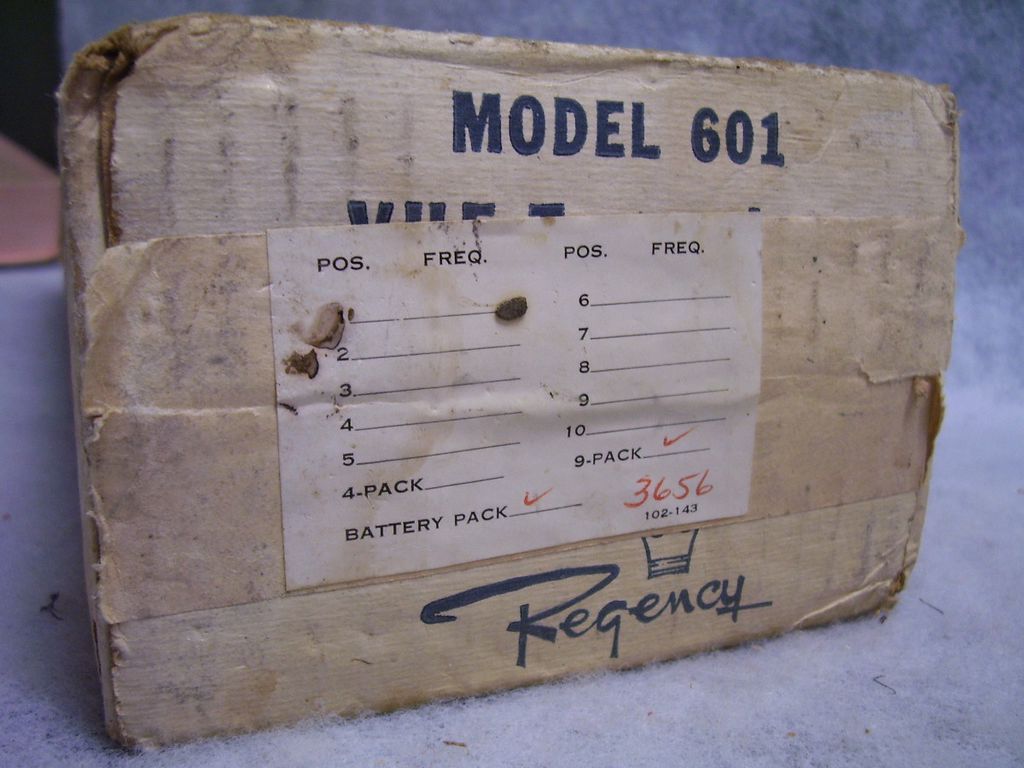 MODEL 601
VHF
POS. FREQ. POS. FREQ.
6
2 7
3 8
4 9
5 10
4-PACK 9-PACK ✓
BATTERY PACK ✓ 3656
102-143
Regency